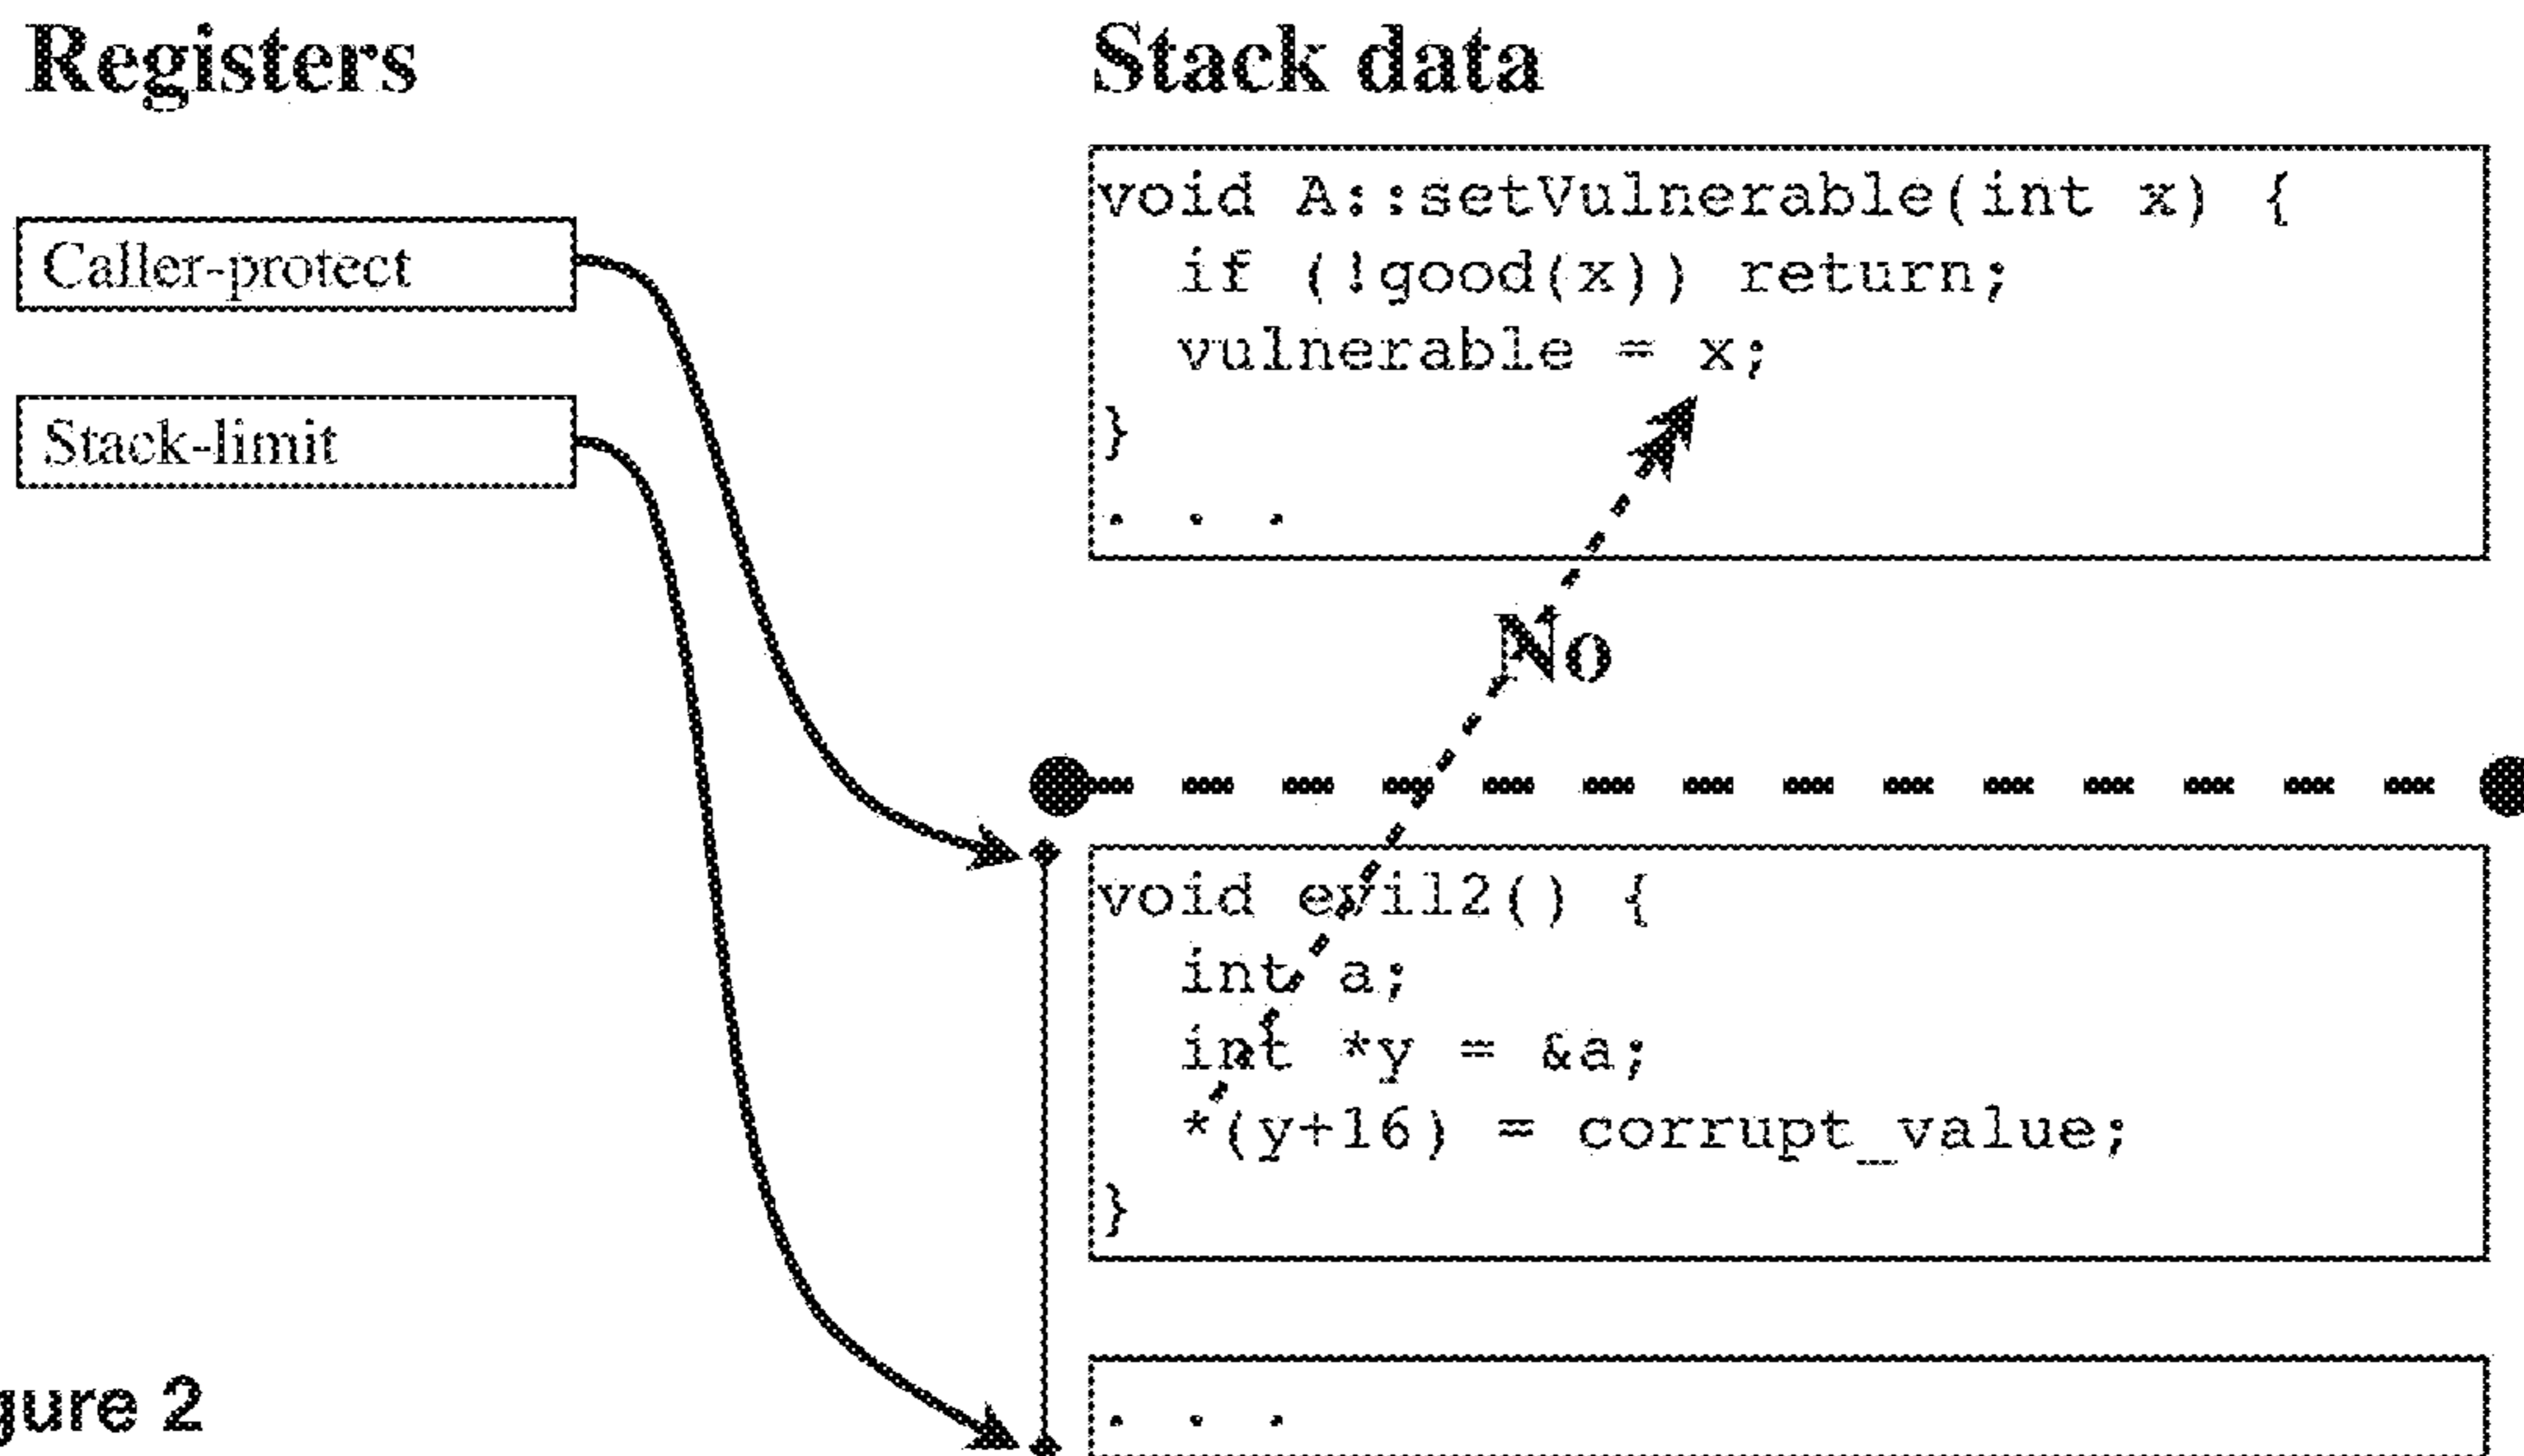 Registers
Stack data
Caller-protect
Stack-limit
void A::setVulnerable(int x) {
if (!good(x)) return;
vulnerable = x;
}
. . .
No
void evil2() {
int a;
int *y = &a;
*(y+16) = corrupt_value;
}
. . .
gure 2